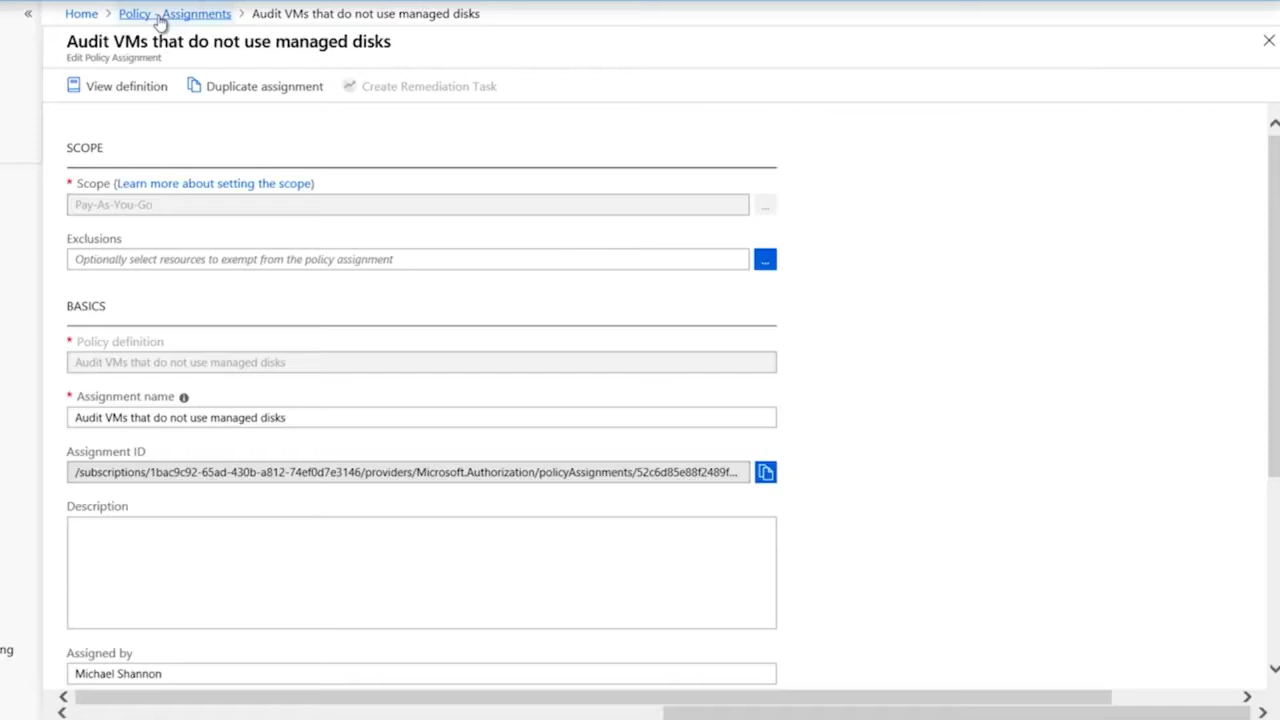 « Home > Policy - Assignments > Audit VMs that do not use managed disks
Audit VMs that do not use managed disks
Edit Policy Assignment
View definition Duplicate assignment Create Remediation Task
SCOPE
* Scope (Learn more about setting the scope)
Pay-As-You-Go ...
Exclusions
Optionally select resources to exempt from the policy assignment ...
BASICS
* Policy definition
Audit VMs that do not use managed disks
* Assignment name
Audit VMs that do not use managed disks
Assignment ID
/subscriptions/1bac9c92-65ad-430b-a812-74ef0d7e3146/providers/Microsoft.Authorization/policyAssignments/52c6d85e88f2489f...
Description
ng
Assigned by
Michael Shannon